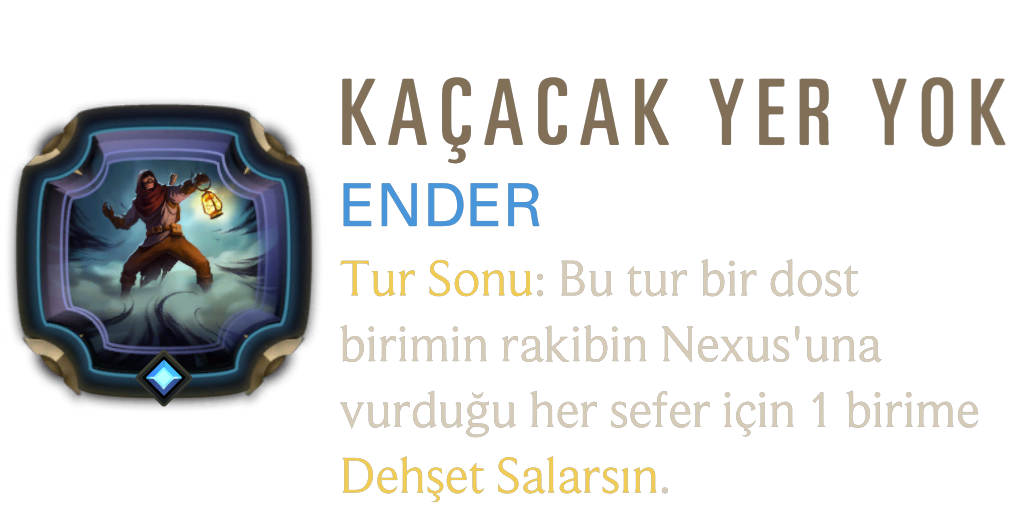 KAÇACAK YER YOK
ENDER
Tur Sonu: Bu tur bir dost
birimin rakibin Nexus'una
vurduğu her sefer için 1 birime
Dehşet Salarsın.